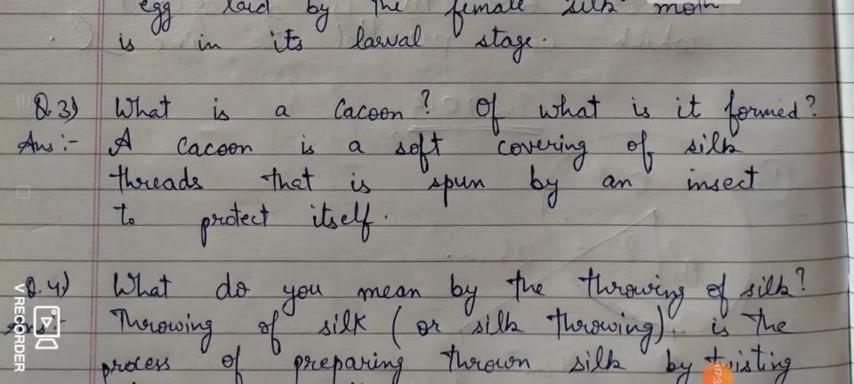 egg laid by the female silk moth
is in its larval stage.
Q.3) What is a Cacoon? Of what is it formed?
Ans:- A Cacoon is a soft covering of silk
threads that is spun by an insect
to protect itself.
Q.4) What do you mean by the throwing of silk?
Ans:- Throwing of silk (or silk throwing) is the
process of preparing thrown silk by twisting
V RECORDER